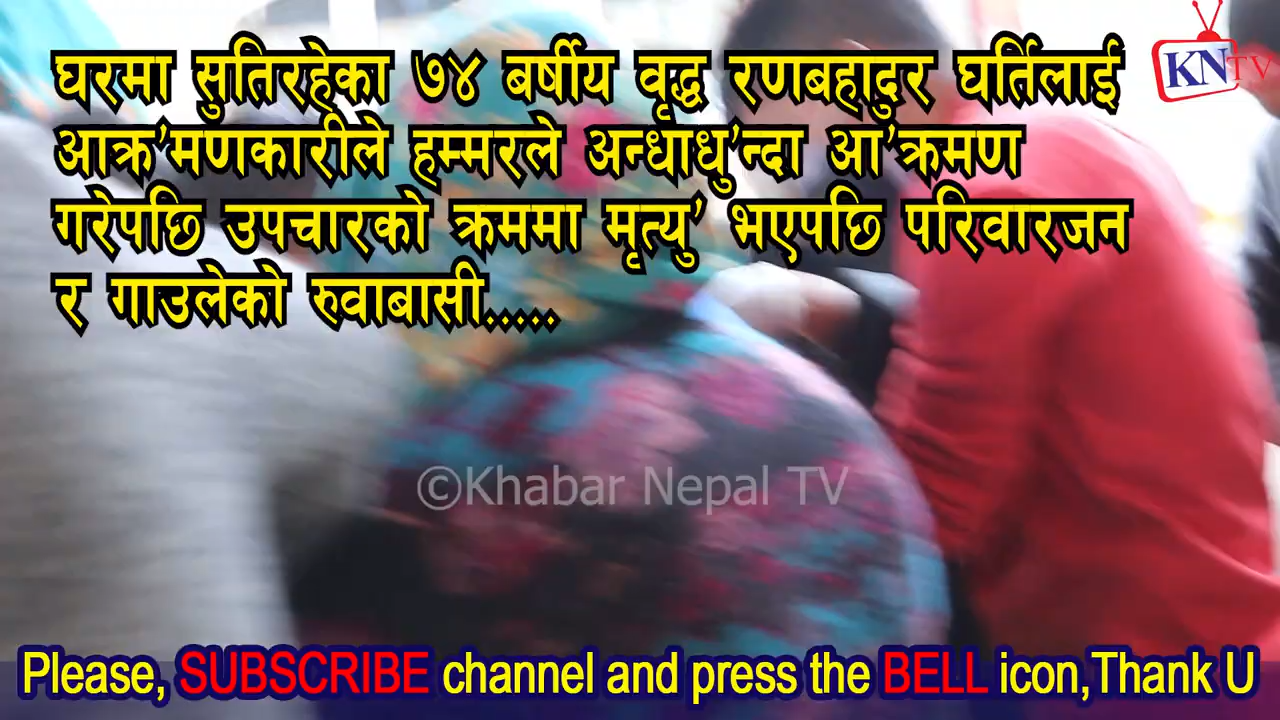 घरमा सुतिरहेका ७४ बर्षीय वृद्ध रणबहादुर घर्तिलाई
आक्र'मणकारीले हम्मरले अन्धाधु'न्दा आ'क्रमण
गरेपछि उपचारको क्रममा मृत्यु' भएपछि परिवारजन
र गाउलेको रुवाबासी.....
KNTV
©Khabar Nepal TV
Please, SUBSCRIBE channel and press the BELL icon,Thank U